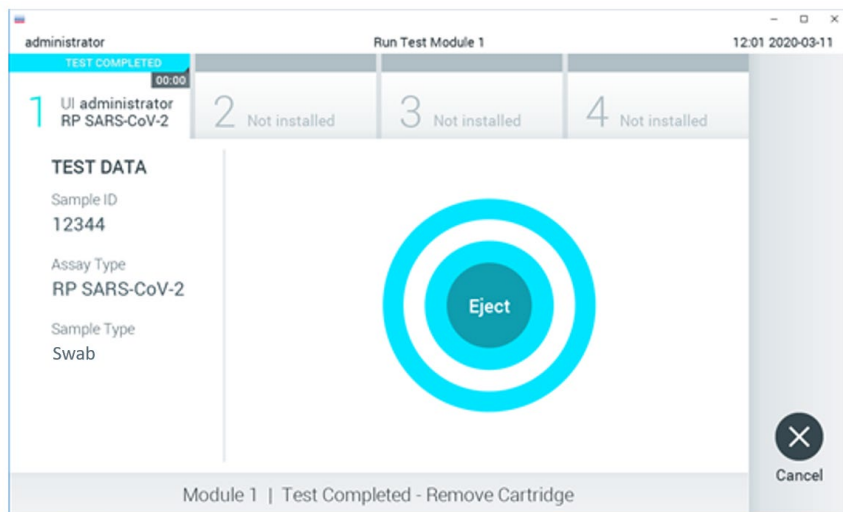 administrator Run Test Module 1 12:01 2020-03-11
TEST COMPLETED
00:00
1 UI administrator
RP SARS-CoV-2
2 Not installed
3 Not installed
4 Not installed
TEST DATA
Sample ID
12344
Assay Type
RP SARS-CoV-2
Sample Type
Swab
Eject
Cancel
Module 1 | Test Completed - Remove Cartridge